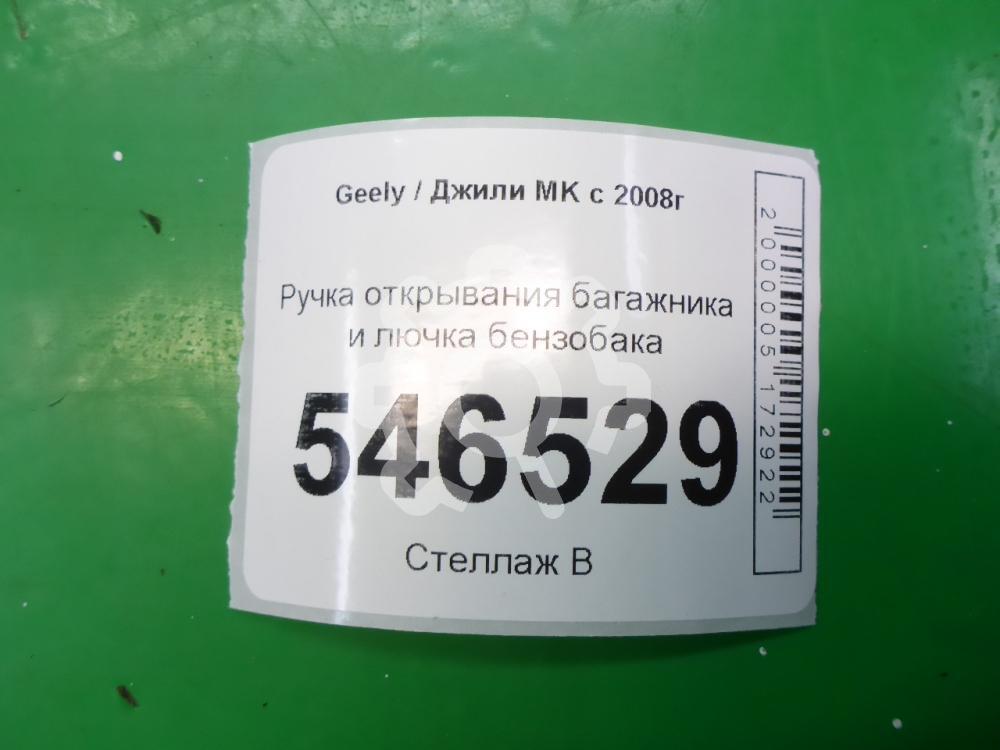 Geely / Джили МК с 2008г
Ручка открывания багажника
и лючка бензобака
546529
Стеллаж В
2000005172922